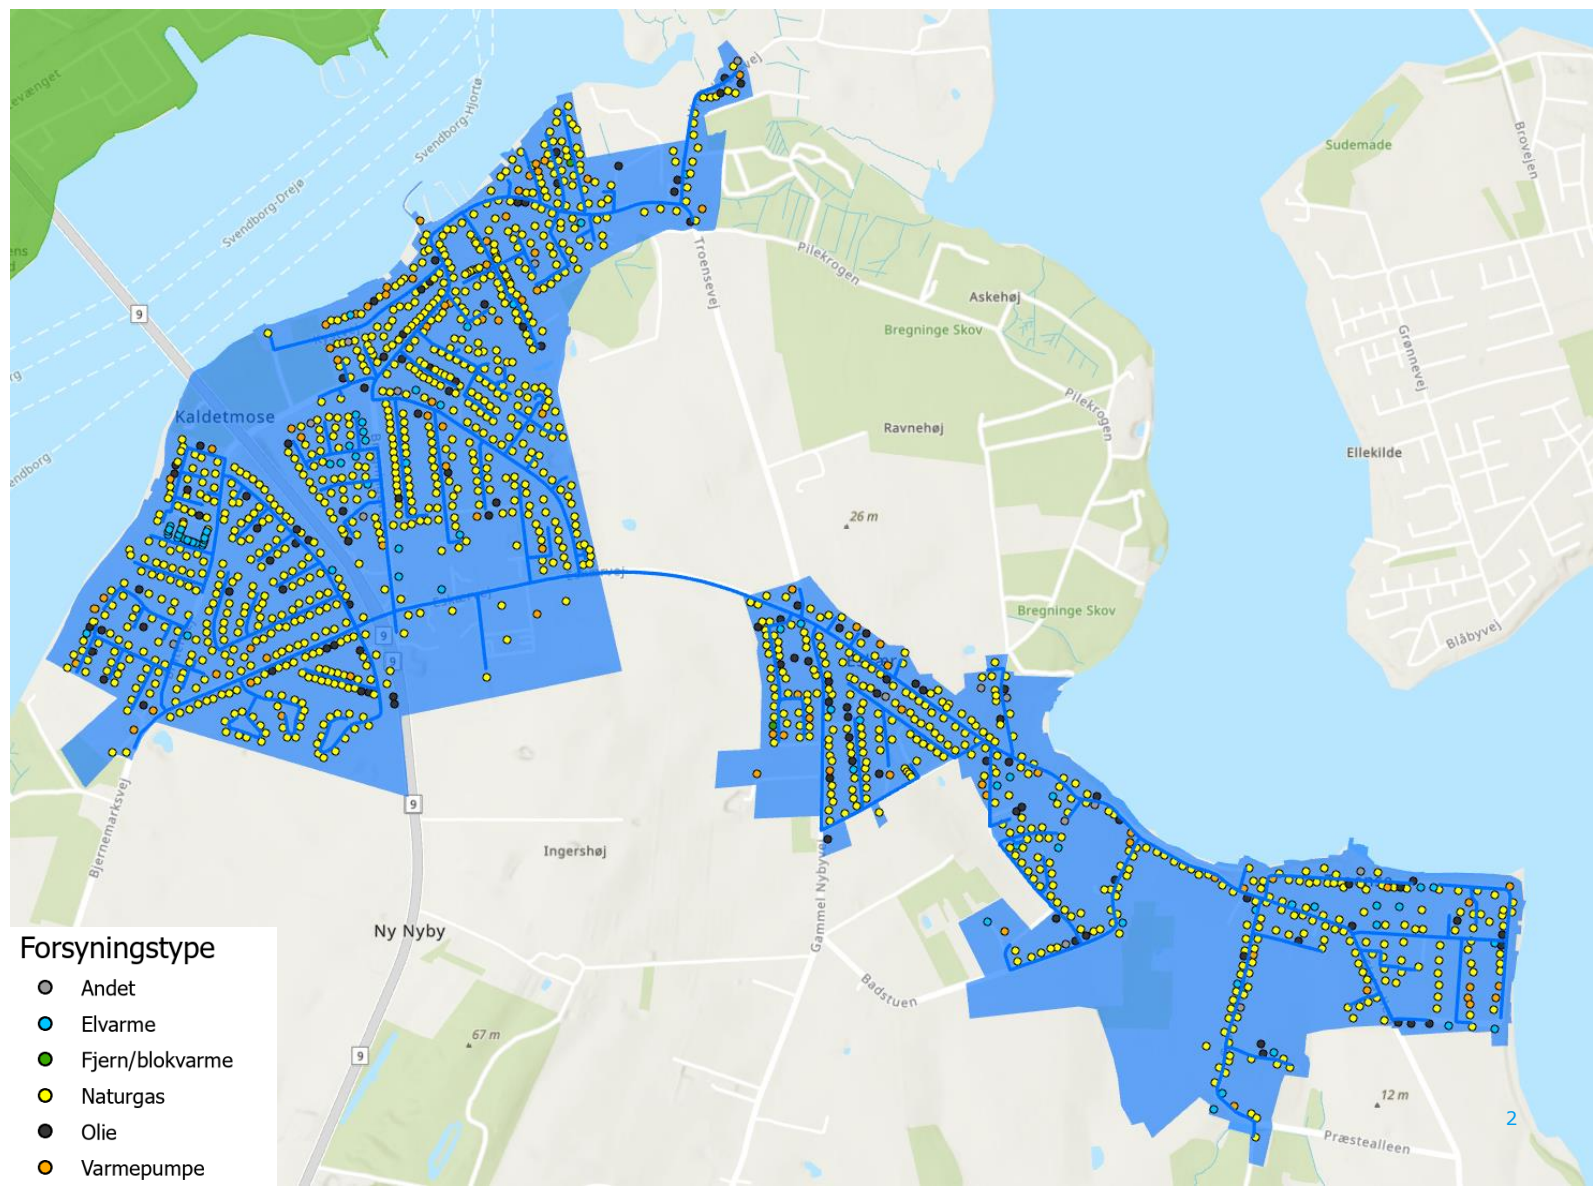 Svendborg-Hjortø
Svendborg-Drejø
9
Sudemade
Brovejen
Troensevej
Pilekrogen
Askehøj
Bregninge Skov
Grønnevej
Pilekrogen
Kaldetmose
Ravnehøj
Ellekilde
26 m
Bregninge Skov
9
9
Blåbyvej
9
Bjernemarksvej
Ingershøj
Gammel Nybyvej
Ny Nyby
Badstuen
67 m
9
12 m
2
Præstealleen
Forsyningstype
Andet
Elvarme
Fjern/blokvarme
Naturgas
Olie
Varmepumpe